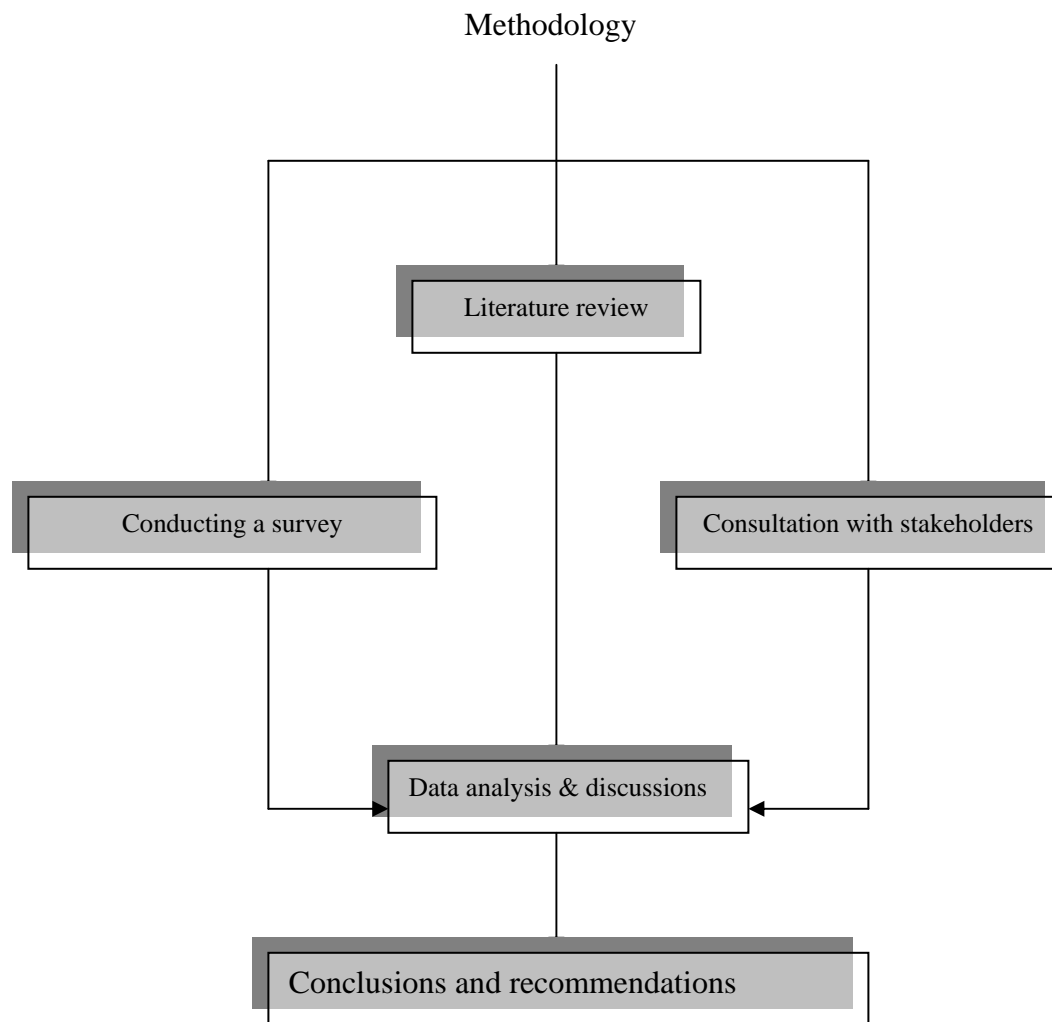 Methodology
Literature review
Conducting a survey
Consultation with stakeholders
Data analysis & discussions
Conclusions and recommendations